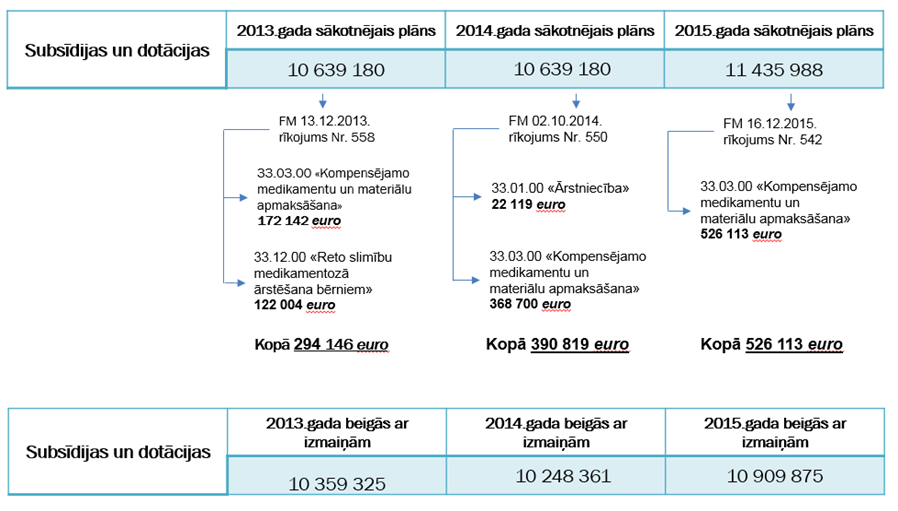 Subsīdijas un dotācijas
2013.gada sākotnējais plāns
2014.gada sākotnējais plāns
2015.gada sākotnējais plāns
10 639 180
10 639 180
11 435 988
FM 13.12.2013.
rīkojums Nr. 558
33.03.00 «Kompensējamo
medikamentu un materiālu
apmaksāšana»
172 142 euro
33.12.00 «Reto slimību
medikamentozā
ārstēšana bērniem»
122 004 euro
Kopā 294 146 euro
FM 02.10.2014.
rīkojums Nr. 550
33.01.00 «Ārstniecība»
22 119 euro
33.03.00 «Kompensējamo
medikamentu un
materiālu apmaksāšana»
368 700 euro
Kopā 390 819 euro
FM 16.12.2015.
rīkojums Nr. 542
33.03.00 «Kompensējamo
medikamentu un
materiālu apmaksāšana»
526 113 euro
Kopā 526 113 euro
Subsīdijas un dotācijas
2013.gada beigās ar
izmaiņām
2014.gada beigās ar
izmaiņām
2015.gada beigās ar
izmaiņām
10 359 325
10 248 361
10 909 875